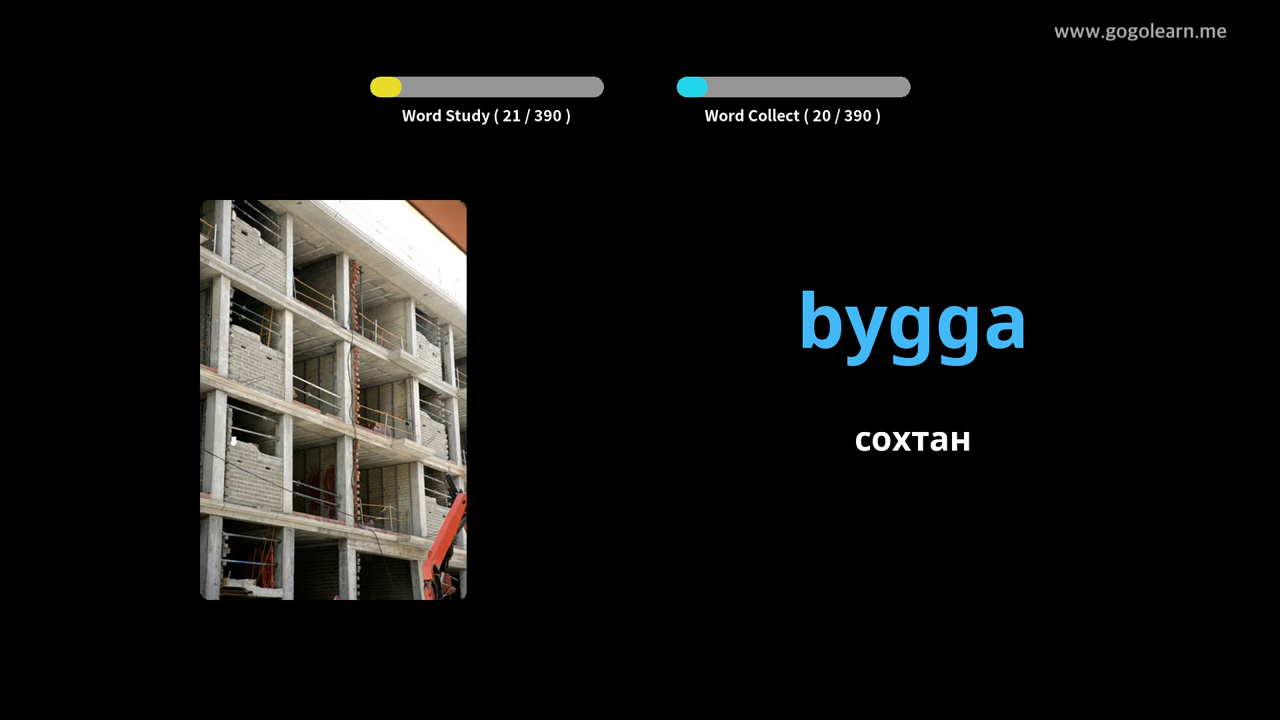 www.gogolearn.me
Word Study ( 21 / 390 )
Word Collect ( 20 / 390 )
bygga
сохтан